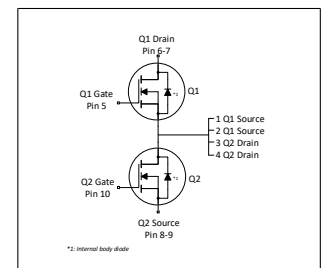 Q1 Drain
Pin 6-7
*1
Q1
Q1 Gate
Pin 5
1 Q1 Source
2 Q1 Source
3 Q2 Drain
4 Q2 Drain
*1
Q2
Q2 Gate
Pin 10
Q2 Source
Pin 8-9
*1: Internal body diode